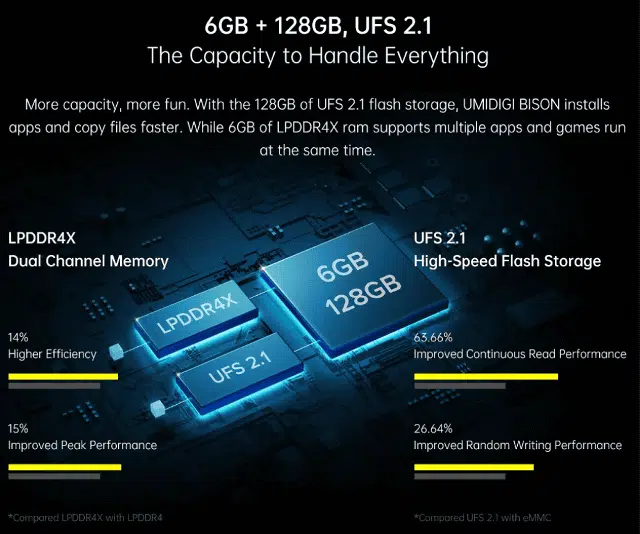 6GB + 128GB, UFS 2.1
The Capacity to Handle Everything
More capacity, more fun. With the 128GB of UFS 2.1 flash storage, UMIDIGI BISON installs
apps and copy files faster. While 6GB of LPDDR4X ram supports multiple apps and games run
at the same time.
LPDDR4X
Dual Channel Memory
14%
Higher Efficiency
15%
Improved Peak Performance
*Compared LPDDR4X with LPDDR4
LPDDR4X
UFS 2.1
6GB
128GB
UFS 2.1
High-Speed Flash Storage
63.66%
Improved Continuous Read Performance
26.64%
Improved Random Writing Performance
*Compared UFS 2.1 with eMMC